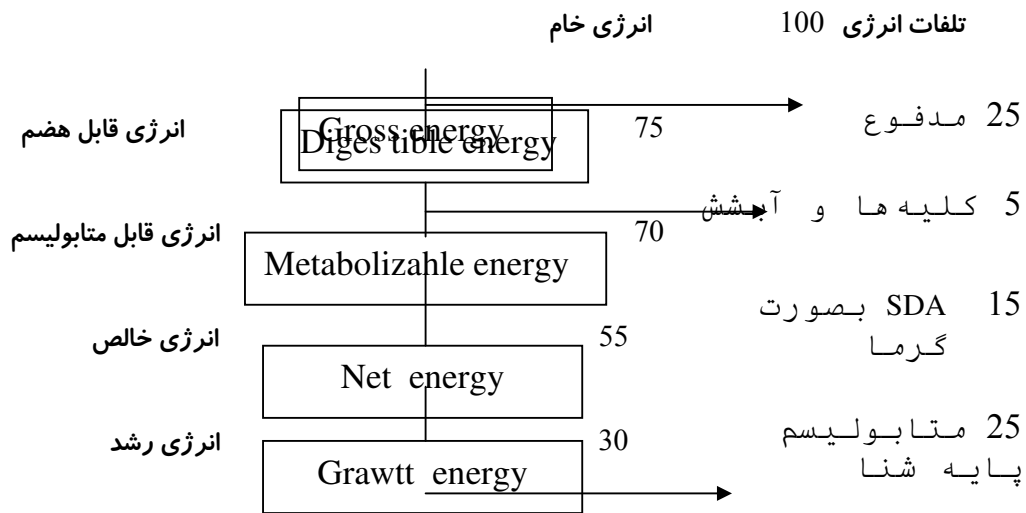 تلفات انرژی 100 انرژی خام
Gross energy
25 مدفوع
75
انرژی قابل هضم
Diges tible energy
5 کلیه ها و آبشش
70
انرژی قابل متابولیسم
Metabolizahle energy
15 SDA بصورت
گرما
55
انرژی خالص
Net energy
25 متابولیسم
پایه شنا
30
انرژی رشد
Grawtt energy